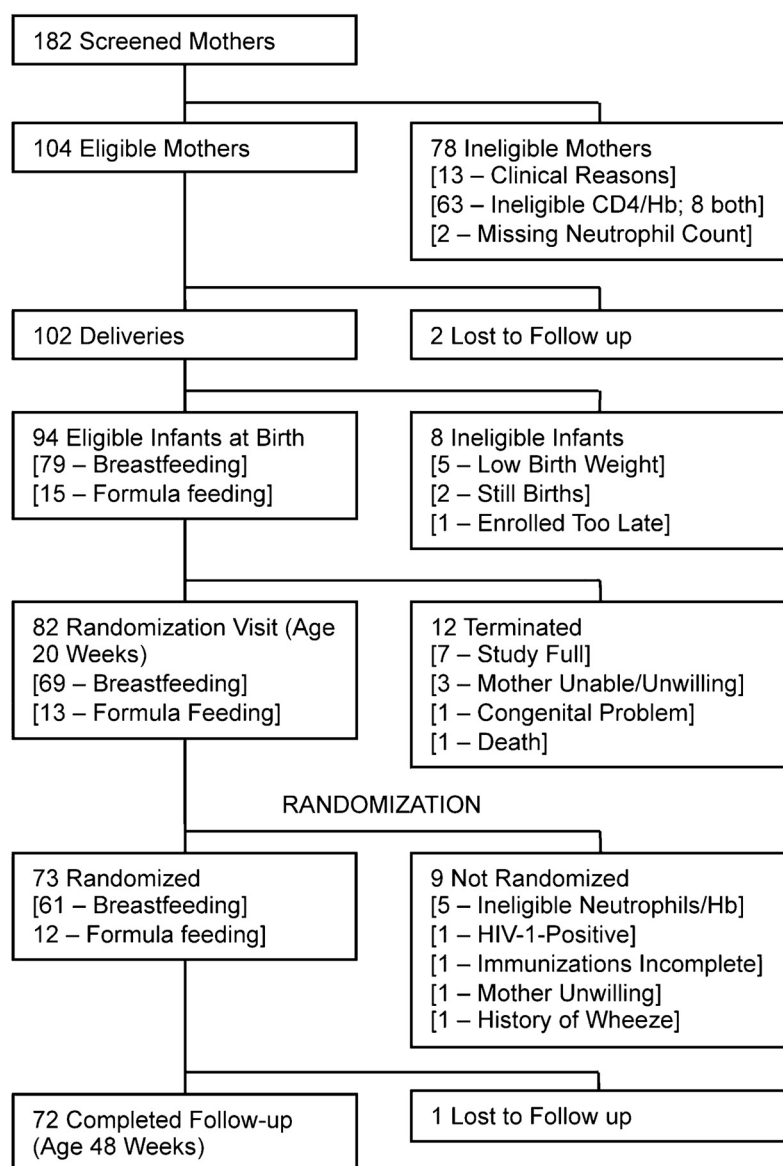 182 Screened Mothers
104 Eligible Mothers
78 Ineligible Mothers
[13 – Clinical Reasons]
[63 – Ineligible CD4/Hb; 8 both]
[2 – Missing Neutrophil Count]
102 Deliveries
2 Lost to Follow up
94 Eligible Infants at Birth
[79 – Breastfeeding]
[15 – Formula feeding]
8 Ineligible Infants
[5 – Low Birth Weight]
[2 – Still Births]
[1 – Enrolled Too Late]
82 Randomization Visit (Age
20 Weeks)
[69 – Breastfeeding]
[13 – Formula Feeding]
12 Terminated
[7 – Study Full]
[3 – Mother Unable/Unwilling]
[1 – Congenital Problem]
[1 – Death]
RANDOMIZATION
73 Randomized
[61 – Breastfeeding]
12 – Formula feeding]
9 Not Randomized
[5 – Ineligible Neutrophils/Hb]
[1 – HIV-1-Positive]
[1 – Immunizations Incomplete]
[1 – Mother Unwilling]
[1 – History of Wheeze]
72 Completed Follow-up
(Age 48 Weeks)
1 Lost to Follow up